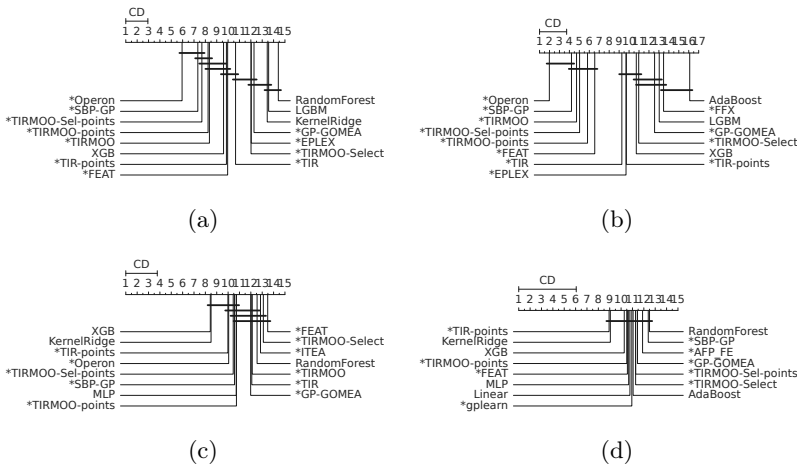 CD
1 2 3 4 5 6 7 8 9 10 11 12 13 14 15
*Operon
*SBP-GP
*TIRMOO-Sel-points
*TIRMOO-points
*TIRMOO
XGB
*TIR-points
*FEAT
RandomForest
LGBM
KernelRidge
*GP-GOMEA
*EPLEX
*TIRMOO-Select
*TIR
(a)
CD
1 2 3 4 5 6 7 8 9 10 11 12 13 14 15 16 17
*Operon
*SBP-GP
*TIRMOO
*TIRMOO-Sel-points
*TIRMOO-points
*FEAT
*TIR
*EPLEX
AdaBoost
*FFX
LGBM
*GP-GOMEA
*TIRMOO-Select
XGB
*TIR-points
(b)
CD
1 2 3 4 5 6 7 8 9 10 11 12 13 14 15
XGB
KernelRidge
*TIR-points
*Operon
*TIRMOO-Sel-points
*SBP-GP
MLP
*TIRMOO-points
*FEAT
*TIRMOO-Select
*ITEA
RandomForest
*TIRMOO
*TIR
*GP-GOMEA
(c)
CD
1 2 3 4 5 6 7 8 9 10 11 12 13 14 15
*TIR-points
KernelRidge
XGB
*TIRMOO-points
*FEAT
MLP
Linear
*gplearn
RandomForest
*SBP-GP
*AFP_FE
*GP-GOMEA
*TIRMOO-Sel-points
*TIRMOO-Select
AdaBoost
(d)